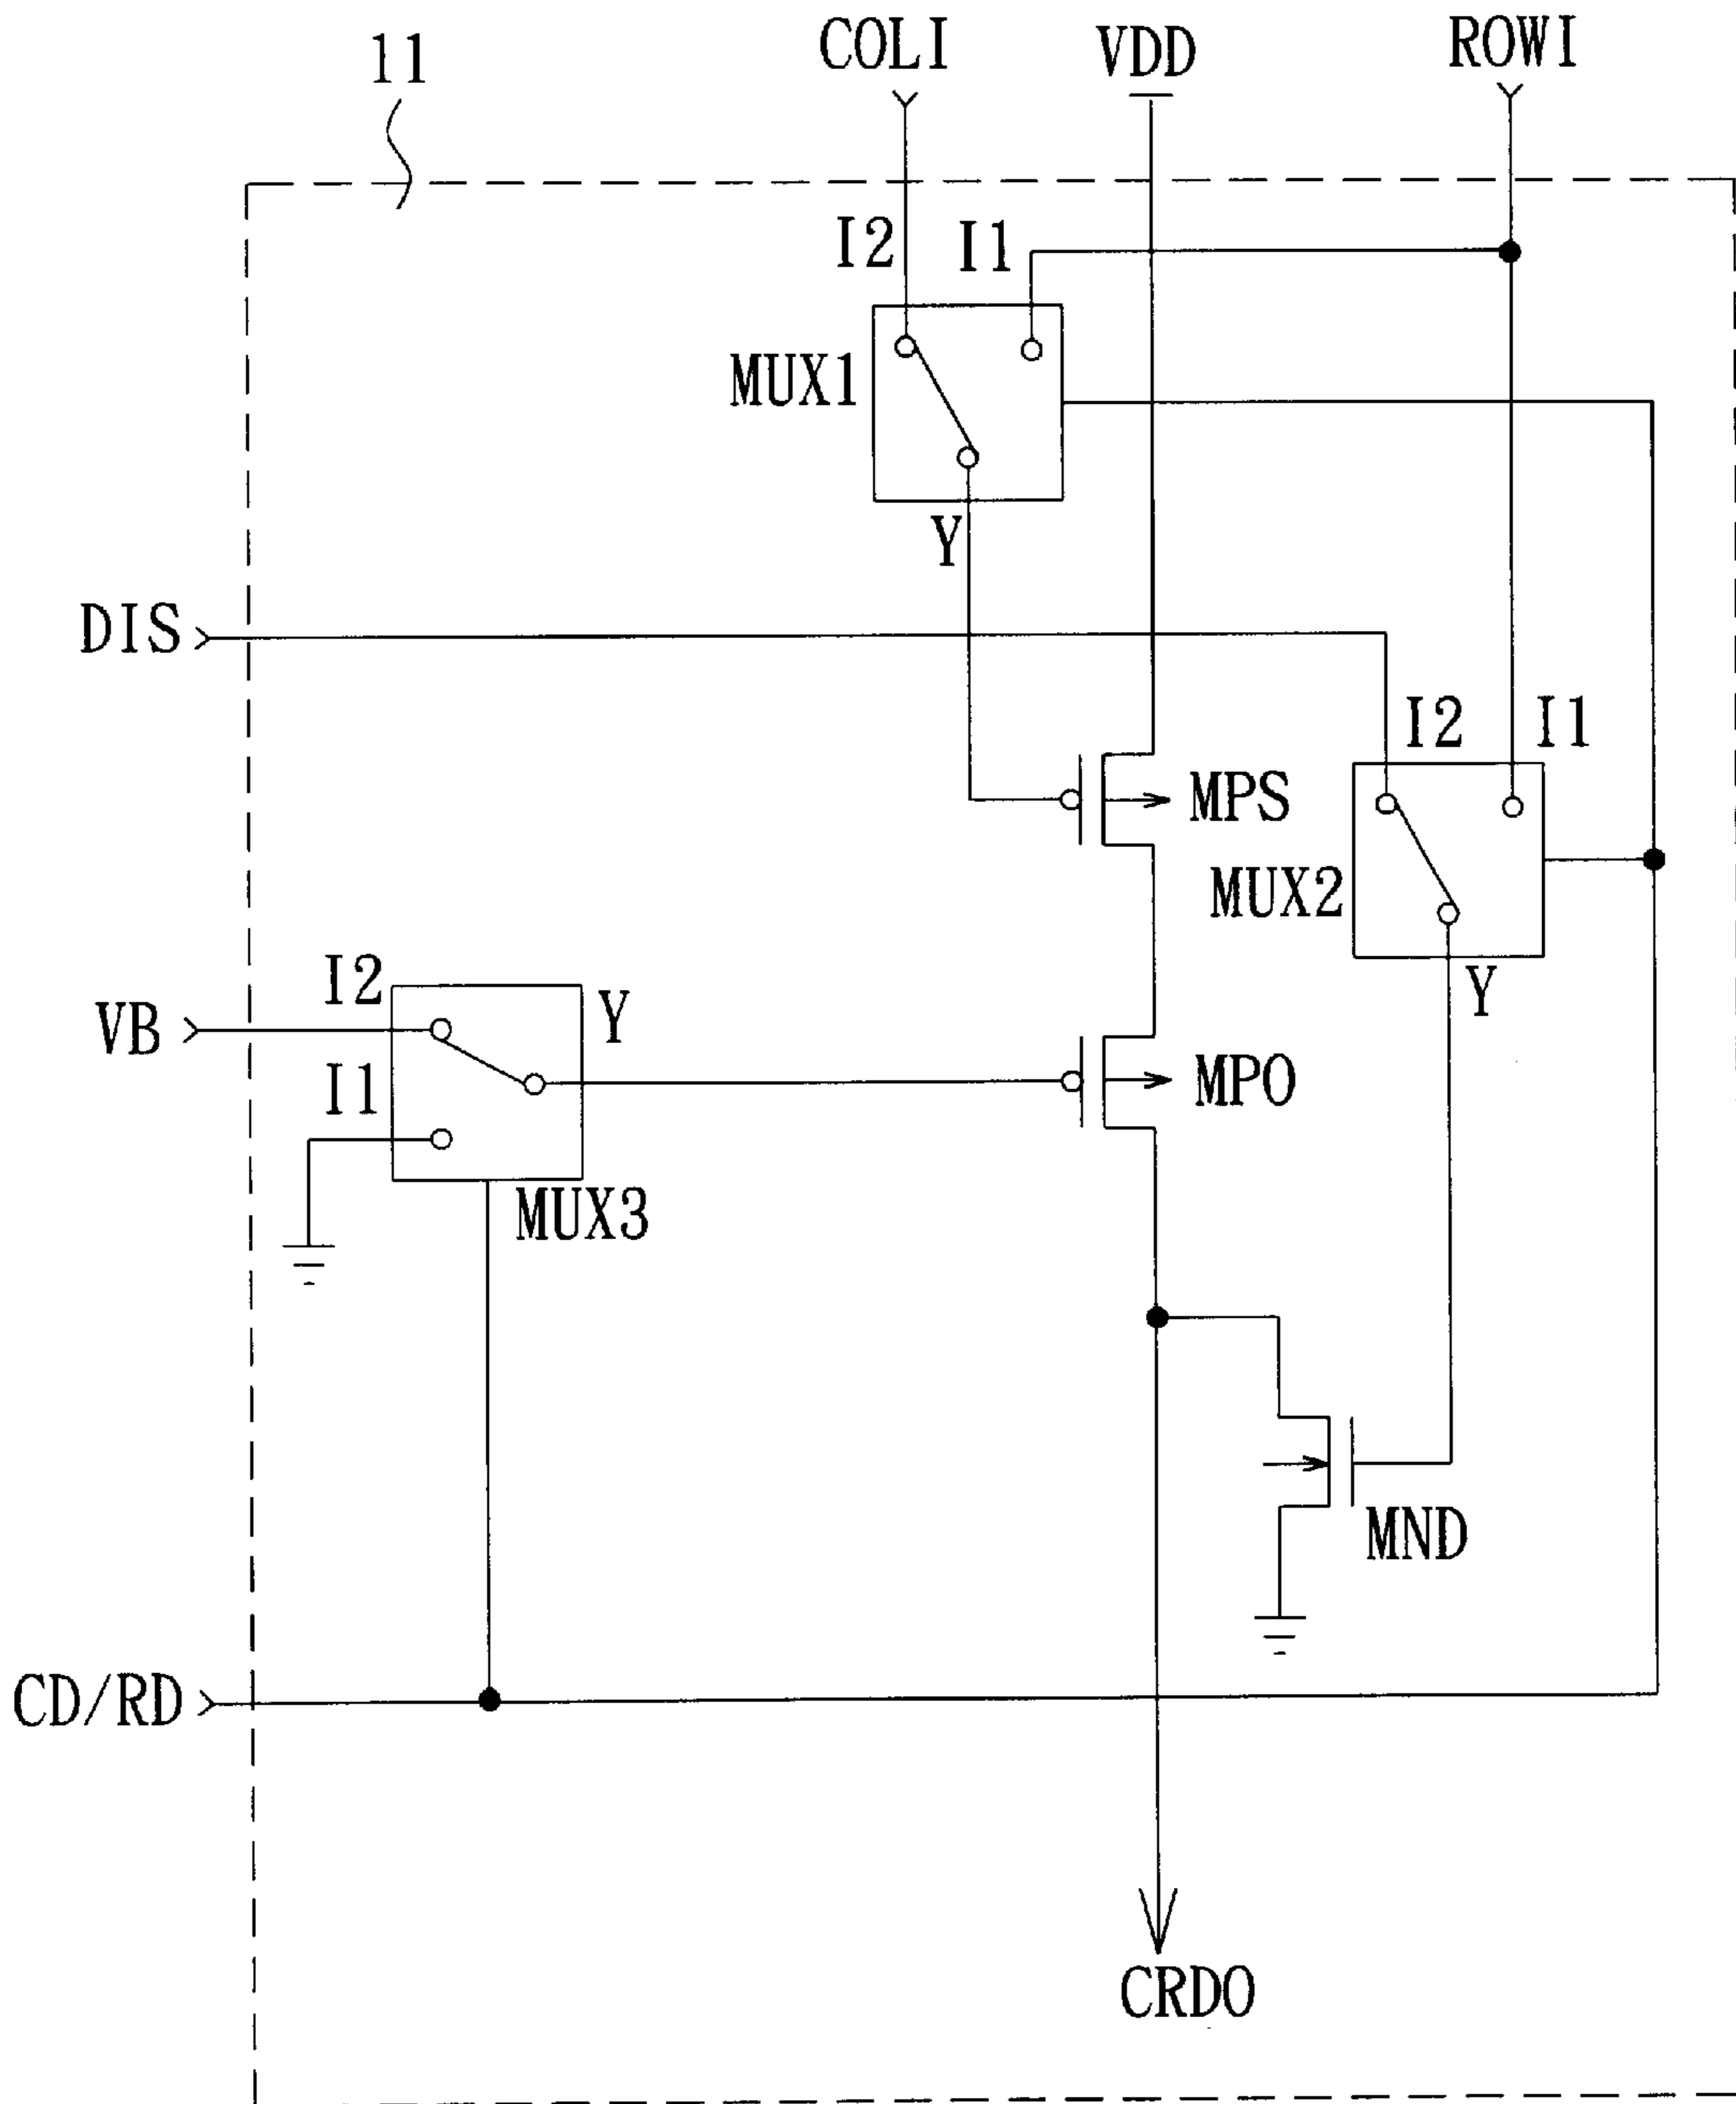 11
COLI
VDD
ROWI
I2
I1
MUX1
Y
DIS
I2
I1
MPS
MUX2
Y
I2
Y
VB
I1
MPO
MUX3
MND
CD/RD
CRDO